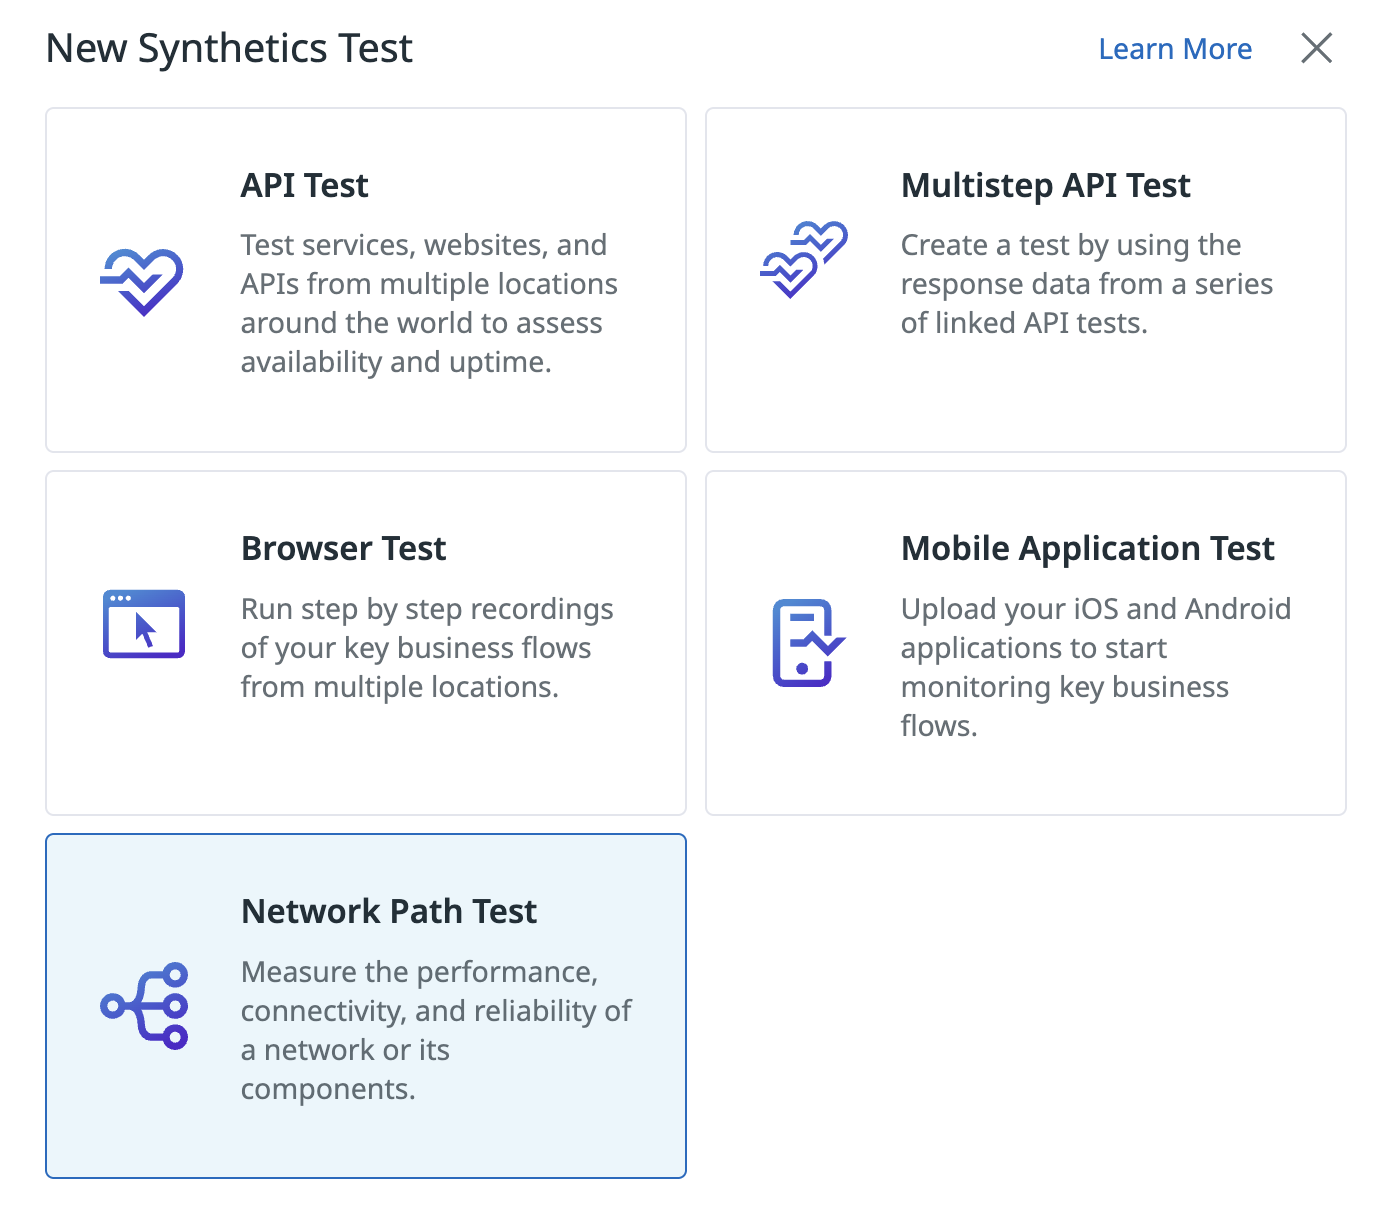 New Synthetics Test
Learn More
API Test
Test services, websites, and
APIs from multiple locations
around the world to assess
availability and uptime.
Multistep API Test
Create a test by using the
response data from a series
of linked API tests.
Browser Test
Run step by step recordings
of your key business flows
from multiple locations.
Mobile Application Test
Upload your iOS and Android
applications to start
monitoring key business
flows.
Network Path Test
Measure the performance,
connectivity, and reliability of
a network or its
components.